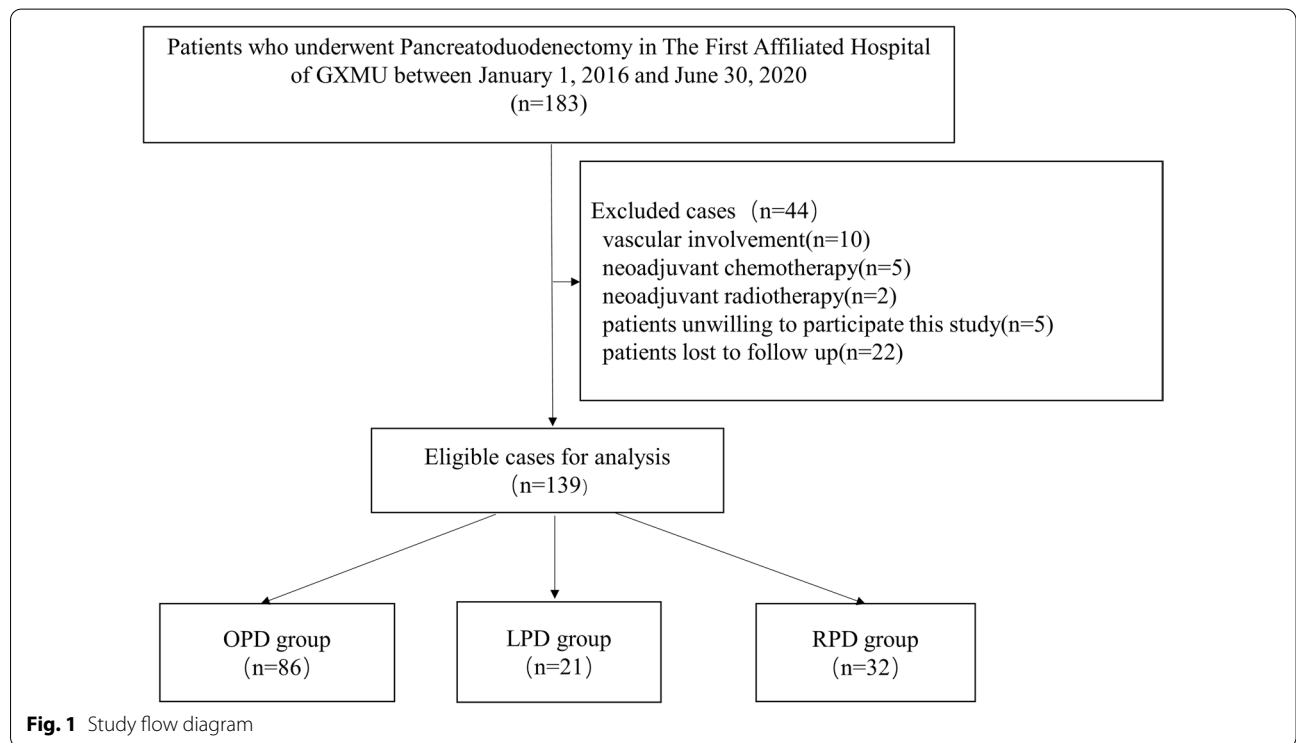 Patients who underwent Pancreatoduodenectomy in The First Affiliated Hospital
of GXMU between January 1, 2016 and June 30, 2020
(n=183)
Excluded cases（n=44）
vascular involvement(n=10)
neoadjuvant chemotherapy(n=5)
neoadjuvant radiotherapy(n=2)
patients unwilling to participate this study(n=5)
patients lost to follow up(n=22)
Eligible cases for analysis
（n=139）
OPD group
（n=86）
LPD group
（n=21）
RPD group
（n=32）
Fig. 1 Study flow diagram